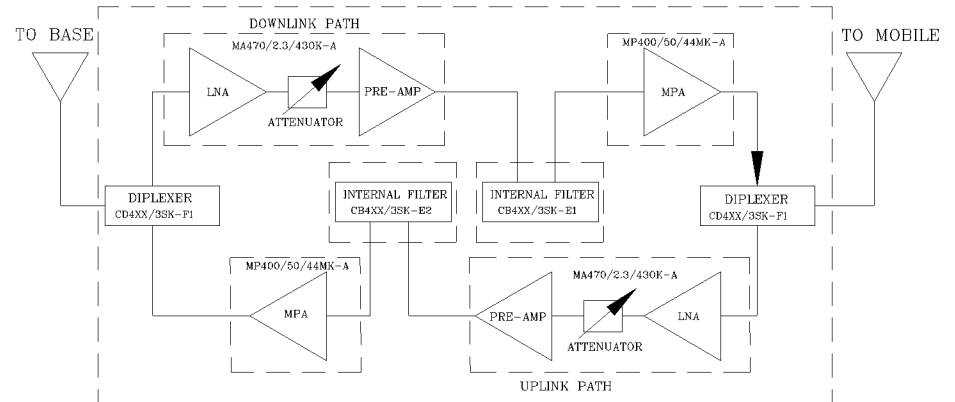 DOWNLINK PATH
TO BASE
TO MOBILE
MA470/2.3/430K-A
MP400/50/44MK-A
LNA
PRE-AMP
MPA
ATTENUATOR
DIPLEXER
CD4XX/3SK-F1
INTERNAL FILTER
CB4XX/3SK-E2
INTERNAL FILTER
CB4XX/3SK-E1
DIPLEXER
CD4XX/3SK-F1
MP400/50/44MK-A
MA470/2.3/430K-A
MPA
PRE-AMP
LNA
ATTENUATOR
UPLINK PATH